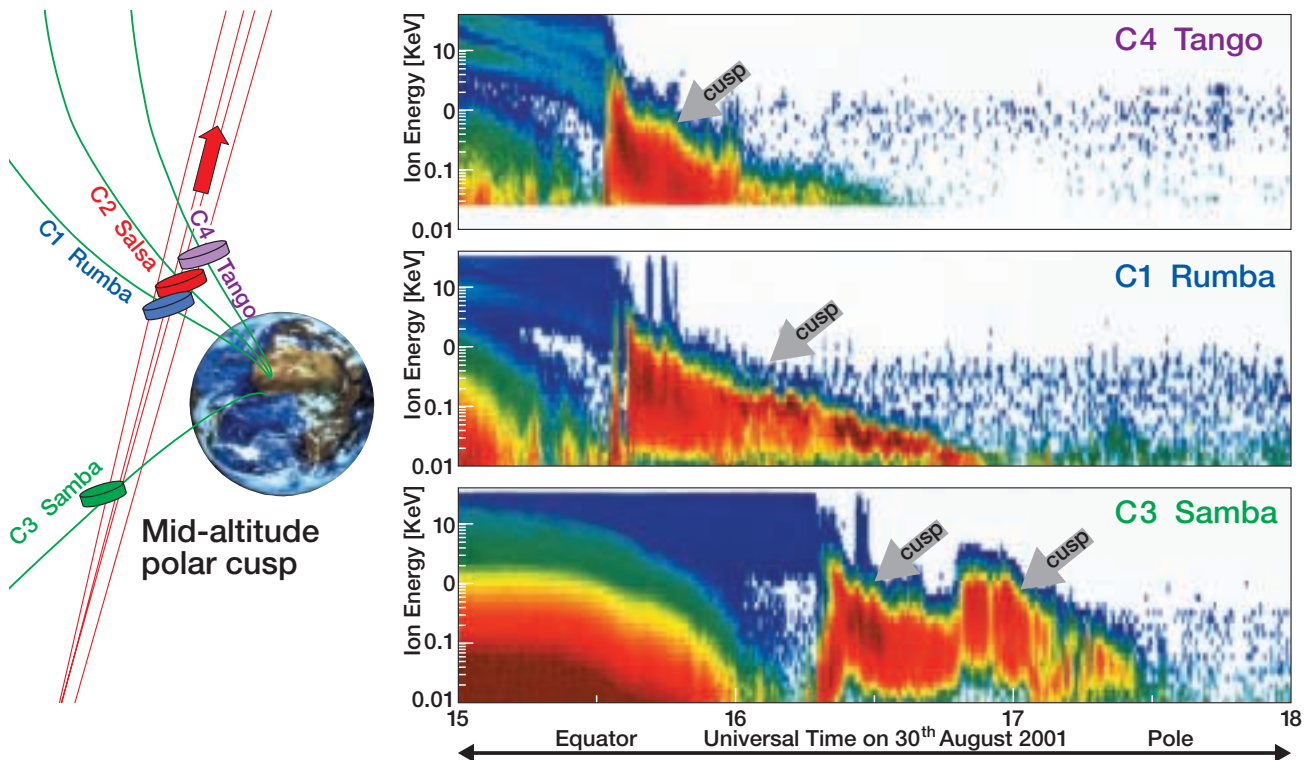 C1 Rumba
C2 Salsa
C4 Tango
C3 Samba
Mid-altitude
polar cusp
Ion Energy [KeV]
10
0
0.1
0.01
C4 Tango
cusp
Ion Energy [KeV]
10
0
0.1
0.01
C1 Rumba
cusp
Ion Energy [KeV]
10
0
0.1
0.01
C3 Samba
cusp
cusp
15
16
17
18
Equator
Universal Time on 30th August 2001
Pole